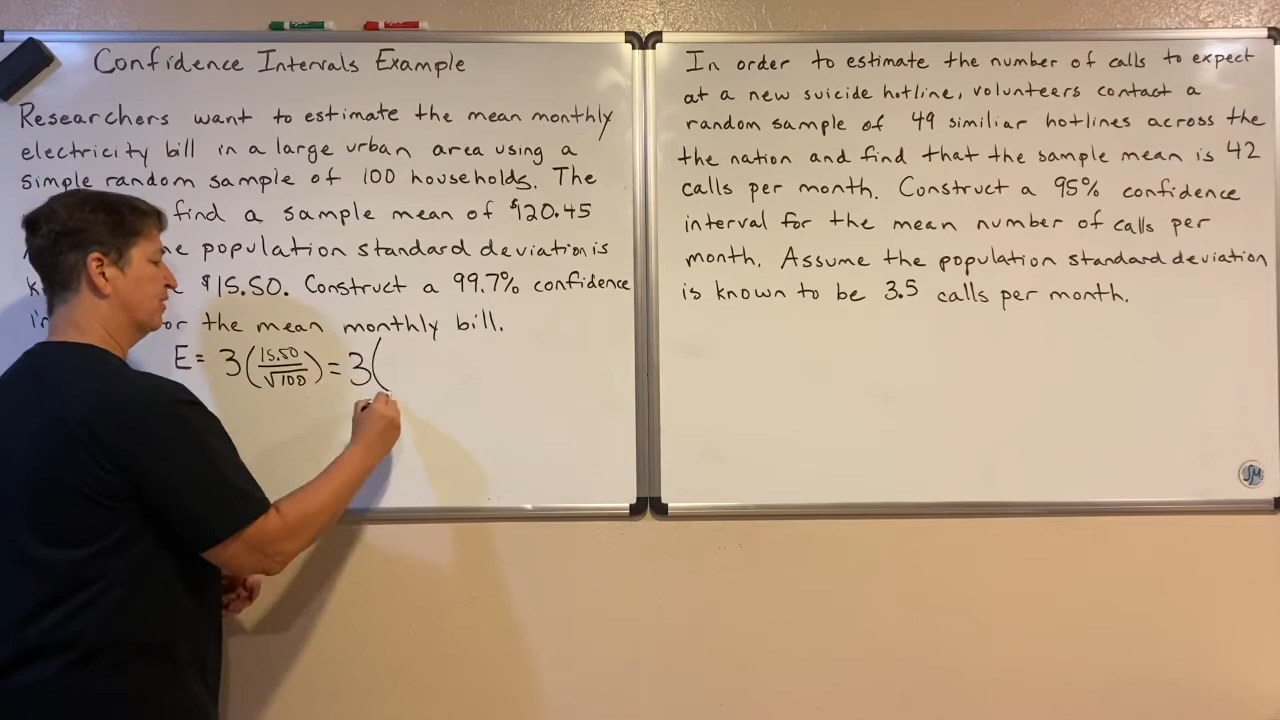 Confidence Intervals Example
Researchers want to estimate the mean monthly
electricity bill in a large urban area using a
simple random sample of 100 households. The
find a sample mean of $120.45
population standard deviation is
$15.50. Construct a 99.7% confidence
for the mean monthly bill.
E = 3(15.50/√100) = 3(
In order to estimate the number of calls to expect
at a new suicide hotline, volunteers contact a
random sample of 49 similiar hotlines across the
the nation and find that the sample mean is 42
calls per month. Construct a 95% confidence
interval for the mean number of calls per
month. Assume the population standard deviation
is known to be 3.5 calls per month.